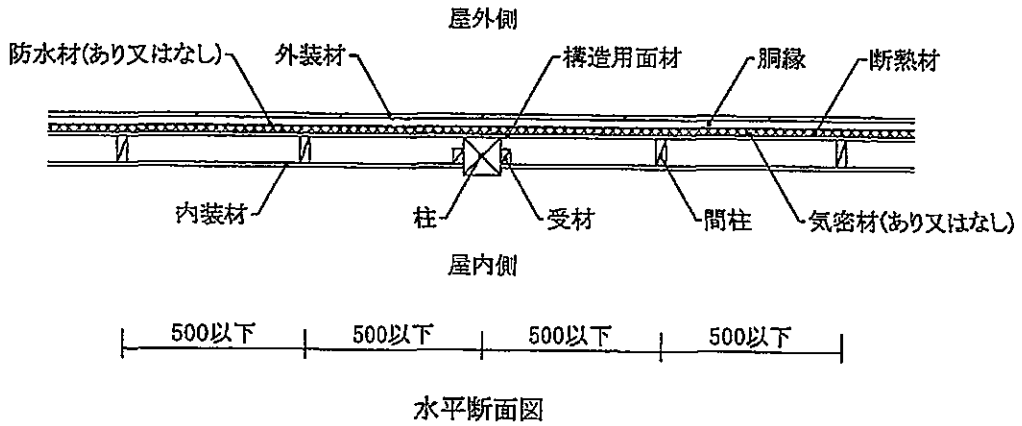 屋外側
防水材(あり又はなし)
外装材
構造用面材
胴縁
断熱材
内装材
柱
受材
間柱
気密材(あり又はなし)
屋内側
500以下
500以下
500以下
500以下
水平断面図